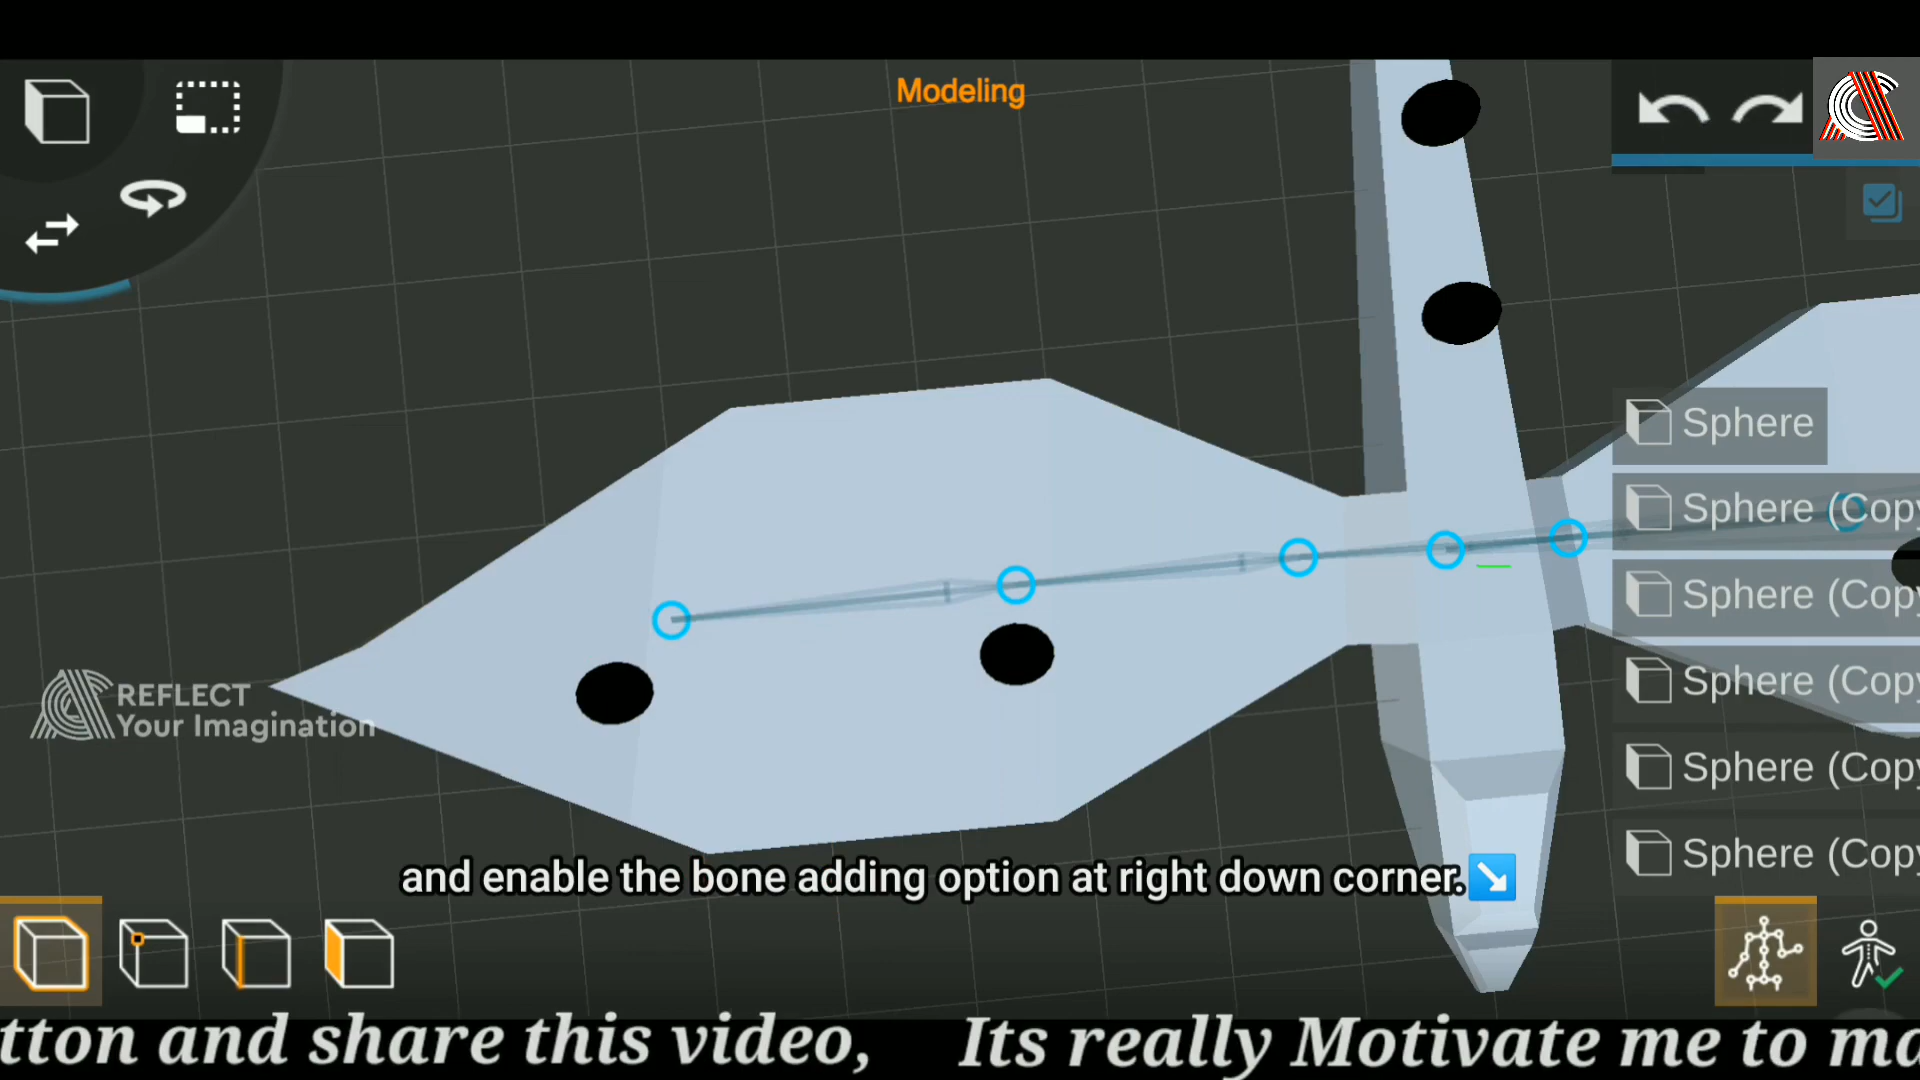 Modeling
Sphere
Sphere (Copy
Sphere (Copy
Sphere (Copy
Sphere (Copy
Sphere (Copy
REFLECT
Your Imagination
and enable the bone adding option at right down corner.
tton and share this video, Its really Motivate me to ma